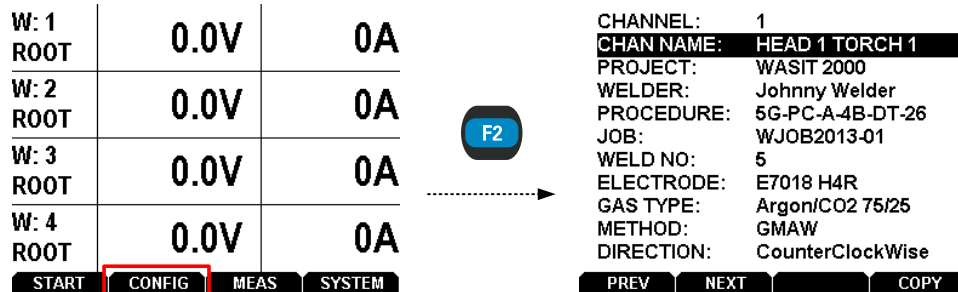 W: 1
ROOT
0.0V
0A
W: 2
ROOT
0.0V
0A
W: 3
ROOT
0.0V
0A
W: 4
ROOT
0.0V
0A
START CONFIG MEAS SYSTEM
F2
CHANNEL: 1
CHAN NAME: HEAD 1 TORCH 1
PROJECT: WASIT 2000
WELDER: Johnny Welder
PROCEDURE: 5G-PC-A-4B-DT-26
JOB: WJOB2013-01
WELD NO: 5
ELECTRODE: E7018 H4R
GAS TYPE: Argon/CO2 75/25
METHOD: GMAW
DIRECTION: CounterClockWise
PREV NEXT COPY